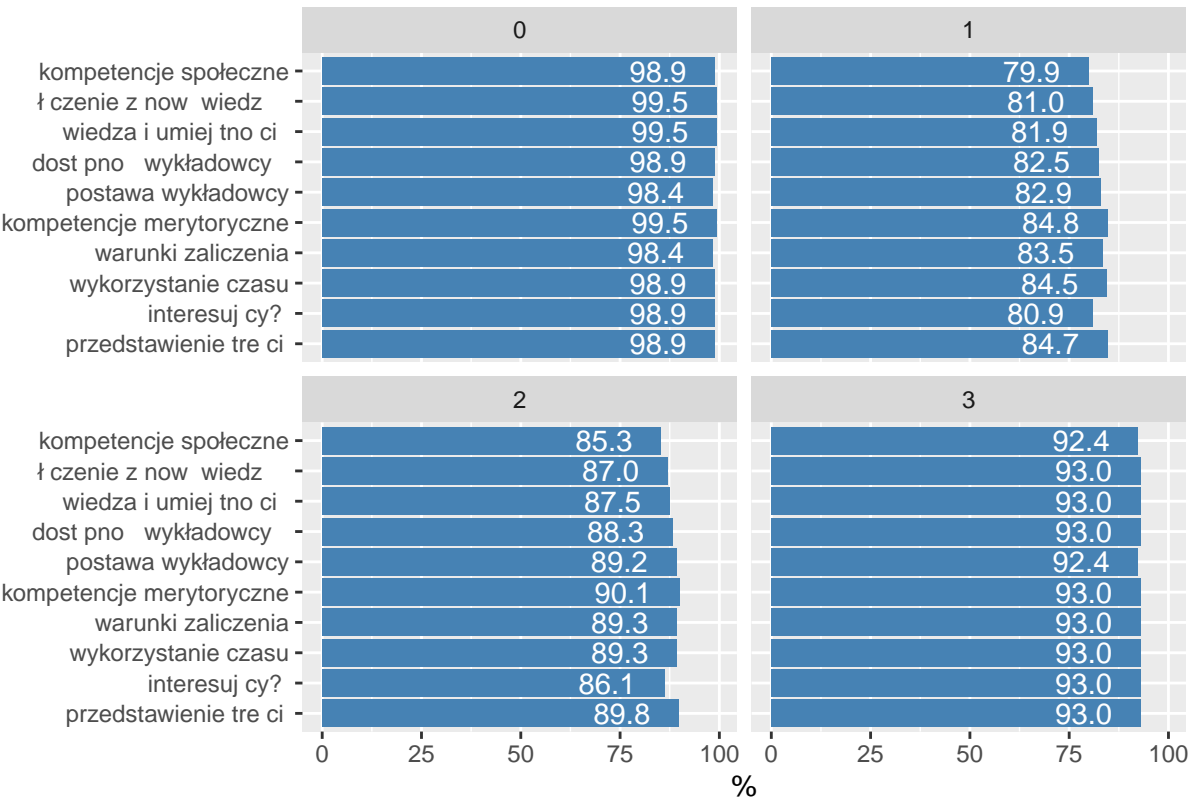 0 1
kompetencje społeczne 98.9 79.9
ł czenie z now wiedz 99.5 81.0
wiedza i umiej tno ci 99.5 81.9
dost pno wykładowcy 98.9 82.5
postawa wykładowcy 98.4 82.9
kompetencje merytoryczne 99.5 84.8
warunki zaliczenia 98.4 83.5
wykorzystanie czasu 98.9 84.5
interesuj cy? 98.9 80.9
przedstawienie tre ci 98.9 84.7
2 3
kompetencje społeczne 85.3 92.4
ł czenie z now wiedz 87.0 93.0
wiedza i umiej tno ci 87.5 93.0
dost pno wykładowcy 88.3 93.0
postawa wykładowcy 89.2 92.4
kompetencje merytoryczne 90.1 93.0
warunki zaliczenia 89.3 93.0
wykorzystanie czasu 89.3 93.0
interesuj cy? 86.1 93.0
przedstawienie tre ci 89.8 93.0
0 25 50 75 100 0 25 50 75 100
%